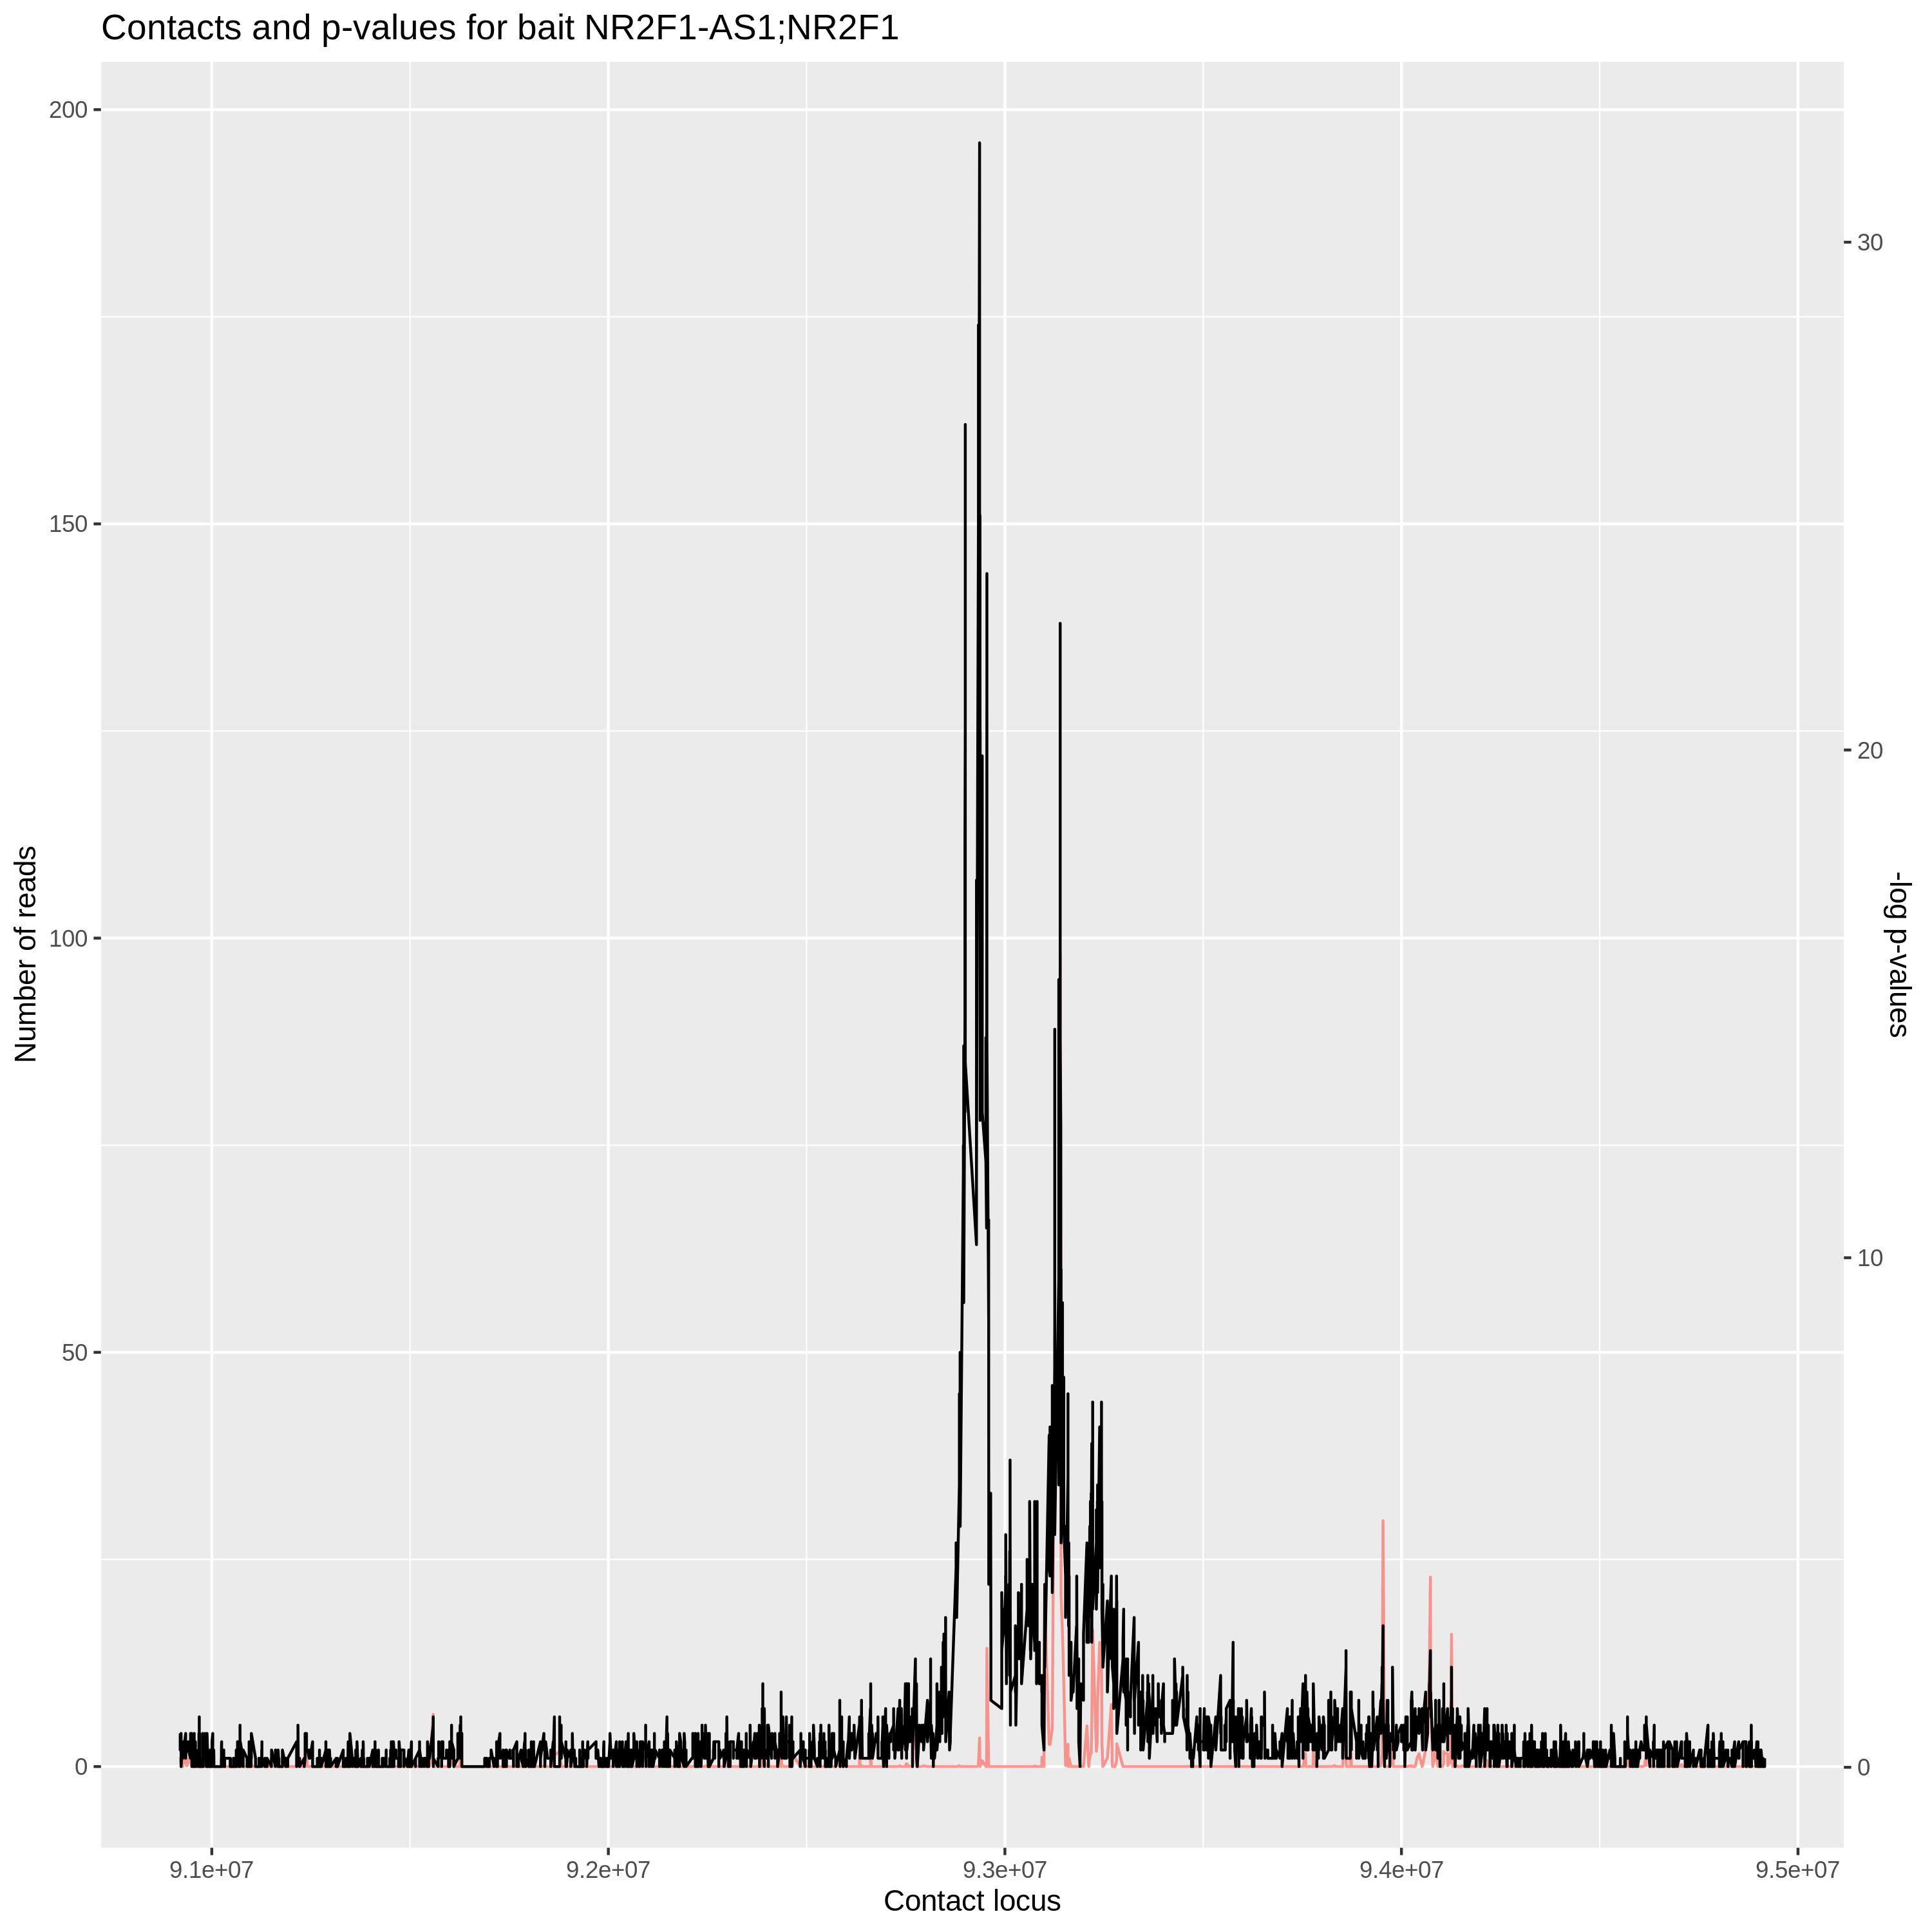 Contacts and p-values for bait NR2F1-AS1;NR2F1
200
150
100
50
0
Number of reads
30
20
10
0
-log p-values
9.1e+07
9.2e+07
9.3e+07
9.4e+07
9.5e+07
Contact locus